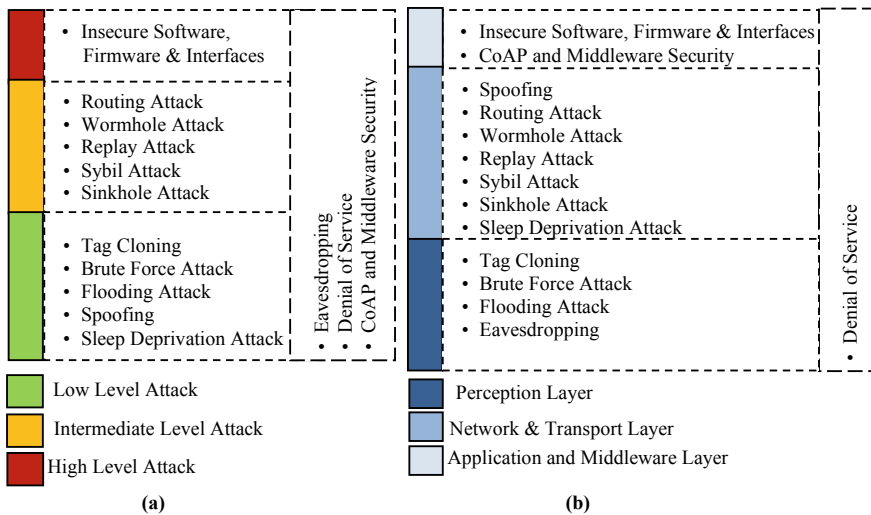 • Insecure Software,
Firmware & Interfaces
• Routing Attack
• Wormhole Attack
• Replay Attack
• Sybil Attack
• Sinkhole Attack
• Tag Cloning
• Brute Force Attack
• Flooding Attack
• Spoofing
• Sleep Deprivation Attack
• Eavesdropping
• Denial of Service
• CoAP and Middleware Security
Low Level Attack
Intermediate Level Attack
High Level Attack
(a)
• Insecure Software, Firmware & Interfaces
• CoAP and Middleware Security
• Spoofing
• Routing Attack
• Wormhole Attack
• Replay Attack
• Sybil Attack
• Sinkhole Attack
• Sleep Deprivation Attack
• Tag Cloning
• Brute Force Attack
• Flooding Attack
• Eavesdropping
• Denial of Service
Perception Layer
Network & Transport Layer
Application and Middleware Layer
(b)